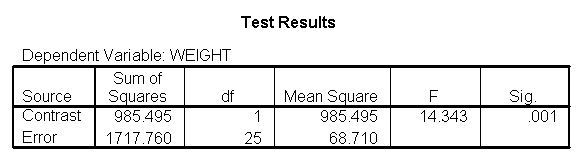 Test Results
Dependent Variable: WEIGHT
Source Sum of Squares df Mean Square F Sig.
Contrast 985.495 1 985.495 14.343 .001
Error 1717.760 25 68.710